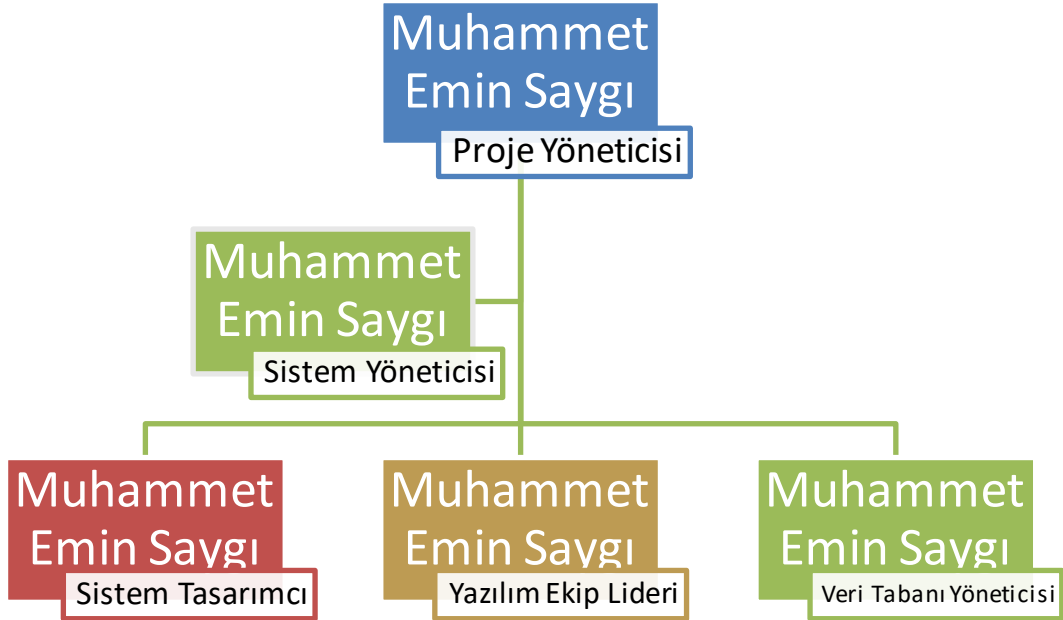 Muhammet
Emin Saygı
Proje Yöneticisi
Muhammet
Emin Saygı
Sistem Yöneticisi
Muhammet
Emin Saygı
Sistem Tasarımcı
Muhammet
Emin Saygı
Yazılım Ekip Lideri
Muhammet
Emin Saygı
Veri Tabanı Yöneticisi